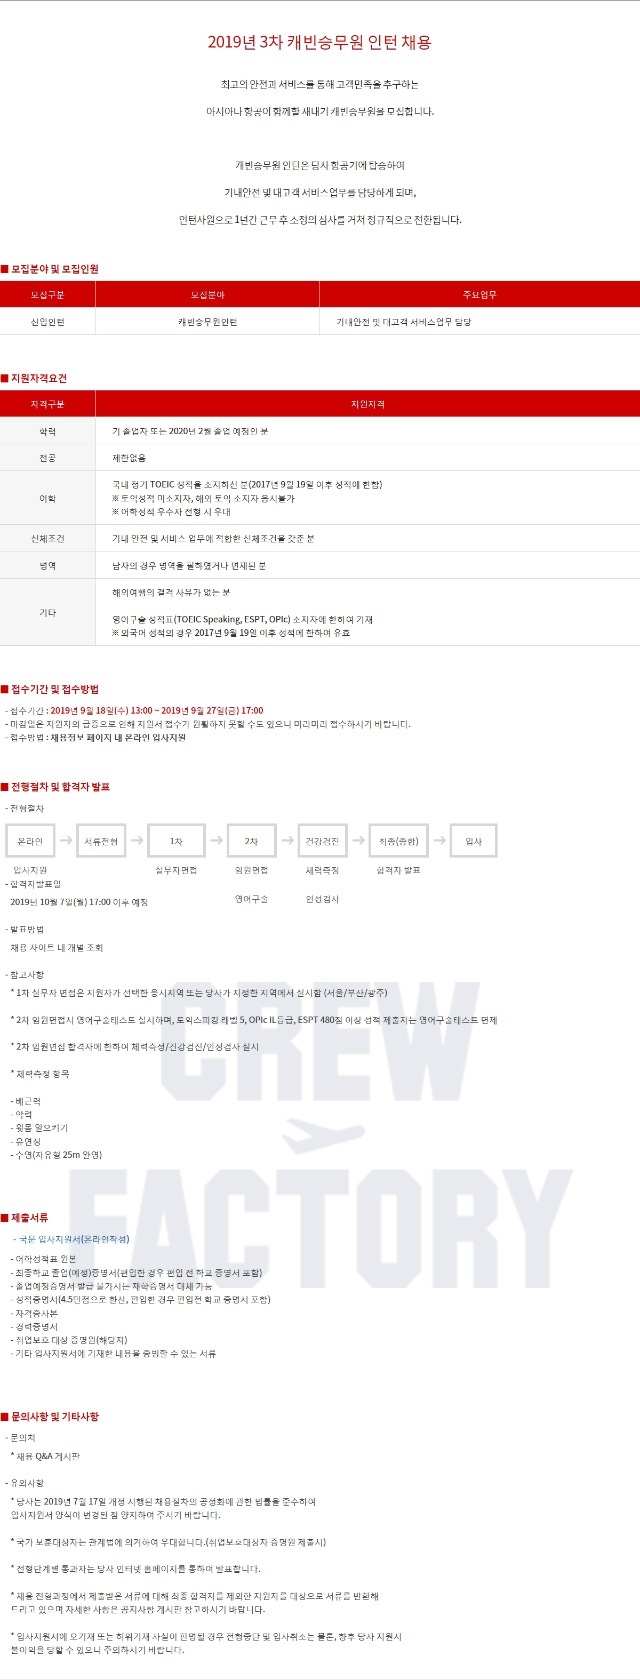 2019년 3차 캐빈승무원 인턴 채용
최고의 안전과 서비스를 통해 고객만족을 추구하는
아시아나 항공이 함께할 새내기 캐빈승무원을 모집합니다.
캐빈승무원 인턴은 당사 항공기에 탑승하여
기내안전 및 대고객 서비스업무를 담당하게 되며,
인턴사원으로 1년간 근무 후 소정의 심사를 거쳐 정규직으로 전환됩니다.
■ 모집분야 및 모집인원
모집구분 모집분야 주요업무
신입인턴 캐빈승무원인턴 기내안전 및 대고객 서비스업무 담당
■ 지원자격요건
자격구분 지원자격
학력 기 졸업자 또는 2020년 2월 졸업 예정인 분
전공 제한없음
어학
국내 정기 TOEIC 성적을 소지하신 분(2017년 9월 19일 이후 성적에 한함)
※ 토익성적 미소지자, 해외 토익 소지자 응시불가
※ 어학성적 우수자 전형 시 우대
신체조건 기내 안전 및 서비스 업무에 적합한 신체조건을 갖춘 분
병역 남자의 경우 병역을 필하였거나 면제된 분
기타
해외여행의 결격 사유가 없는 분
영어구술 성적표(TOEIC Speaking, ESPT, OPIc) 소지자에 한하여 기재
※ 외국어 성적의 경우 2017년 9월 19일 이후 성적에 한하여 유효
■ 접수기간 및 접수방법
- 접수기간 : 2019년 9월 18일(수) 13:00 ~ 2019년 9월 27일(금) 17:00
- 마감일은 지원자의 급증으로 인해 지원서 접수가 원활하지 못할 수도 있으니 미리미리 접수하시기 바랍니다.
- 접수방법 : 채용정보 페이지 내 온라인 입사지원
■ 전형절차 및 합격자 발표
- 전형절차
온라인 → 서류전형 → 1차 → 2차 → 건강검진 → 최종(종합) → 입사
입사지원 실무자면접 임원면접 체력측정 합격자 발표
영어구술 인성검사
- 합격자발표일
2019년 10월 7일(월) 17:00 이후 예정
- 발표방법
채용 사이트 내 개별 조회
- 참고사항
* 1차 실무자 면접은 지원자가 선택한 응시지역 또는 당사가 지정한 지역에서 실시함 (서울/부산/광주)
* 2차 임원면접시 영어구술테스트 실시하며, 토익스피킹 레벨 5, OPIc IL등급, ESPT 480점 이상 성적 제출자는 영어구술테스트 면제
* 2차 임원면접 합격자에 한하여 체력측정/건강검진/인성검사 실시
* 체력측정 항목
- 배근력
- 악력
- 윗몸 일으키기
- 유연성
- 수영(자유형 25m 완영)
CREW
FACTORY
■ 제출서류
- 국문 입사지원서(온라인작성)
- 어학성적표 원본
- 최종학교 졸업(예정)증명서(편입한 경우 편입 전 학교 증명서 포함)
- 졸업예정증명서 발급 불가시는 재학증명서 대체 가능
- 성적증명서(4.5만점으로 환산, 편입한 경우 편입전 학교 증명서 포함)
- 자격증사본
- 경력증명서
- 취업보호 대상 증명원(해당자)
- 기타 입사지원서에 기재한 내용을 증빙할 수 있는 서류
■ 문의사항 및 기타사항
- 문의처
* 채용 Q&A 게시판
- 유의사항
* 당사는 2019년 7월 17일 개정 시행된 채용절차의 공정화에 관한 법률을 준수하여
입사지원서 양식이 변경된 점 양지하여 주시기 바랍니다.
* 국가 보훈대상자는 관계법에 의거하여 우대합니다.(취업보호대상자 증명원 제출시)
* 전형단계별 통과자는 당사 인터넷 홈페이지를 통하여 발표합니다.
* 채용 전형과정에서 제출받은 서류에 대해 최종 합격자를 제외한 지원자를 대상으로 서류를 반환해
드리고 있으며 자세한 사항은 공지사항 게시판 참고하시기 바랍니다.
* 입사지원시에 오기재 또는 허위기재 사실이 판명될 경우 전형중단 및 입사취소는 물론, 향후 당사 지원시
불이익을 당할 수 있으니 주의하시기 바랍니다.